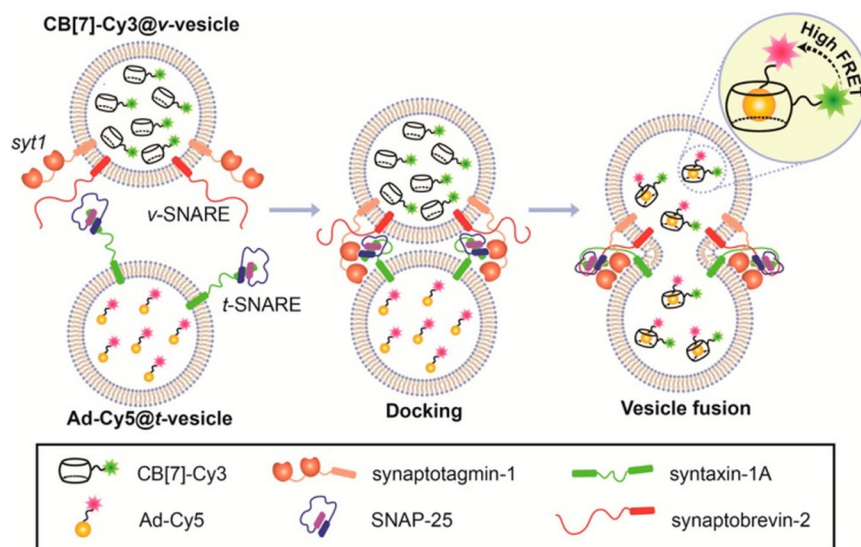 CB[7]-Cy3@v-vesicle
High FRET
syt1
v-SNARE
t-SNARE
Ad-Cy5@t-vesicle
Docking
Vesicle fusion
CB[7]-Cy3
synaptotagmin-1
syntaxin-1A
Ad-Cy5
SNAP-25
synaptobrevin-2